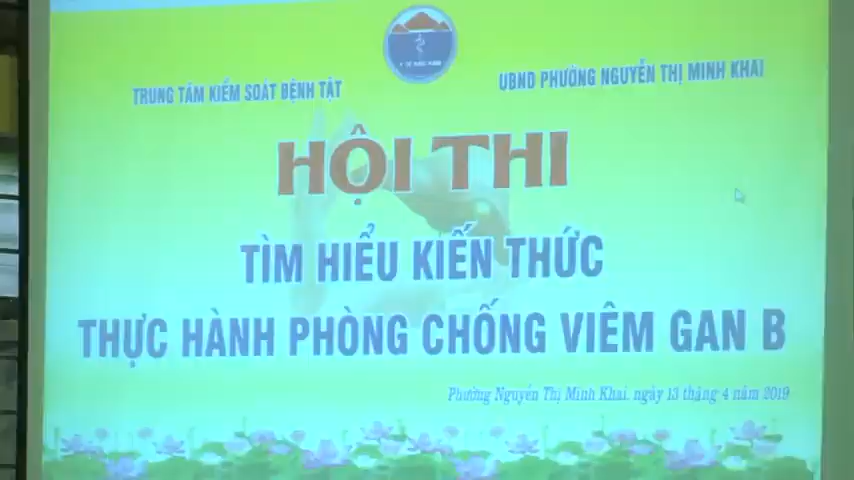 TRUNG TÂM KIỂM SOÁT BỆNH TẬT
UBND PHƯỜNG NGUYỄN THỊ MINH KHAI
HỘI THI
TÌM HIỂU KIẾN THỨC
THỰC HÀNH PHÒNG CHỐNG VIÊM GAN B
Phường Nguyễn Thị Minh Khai, ngày 13 tháng 4 năm 2019